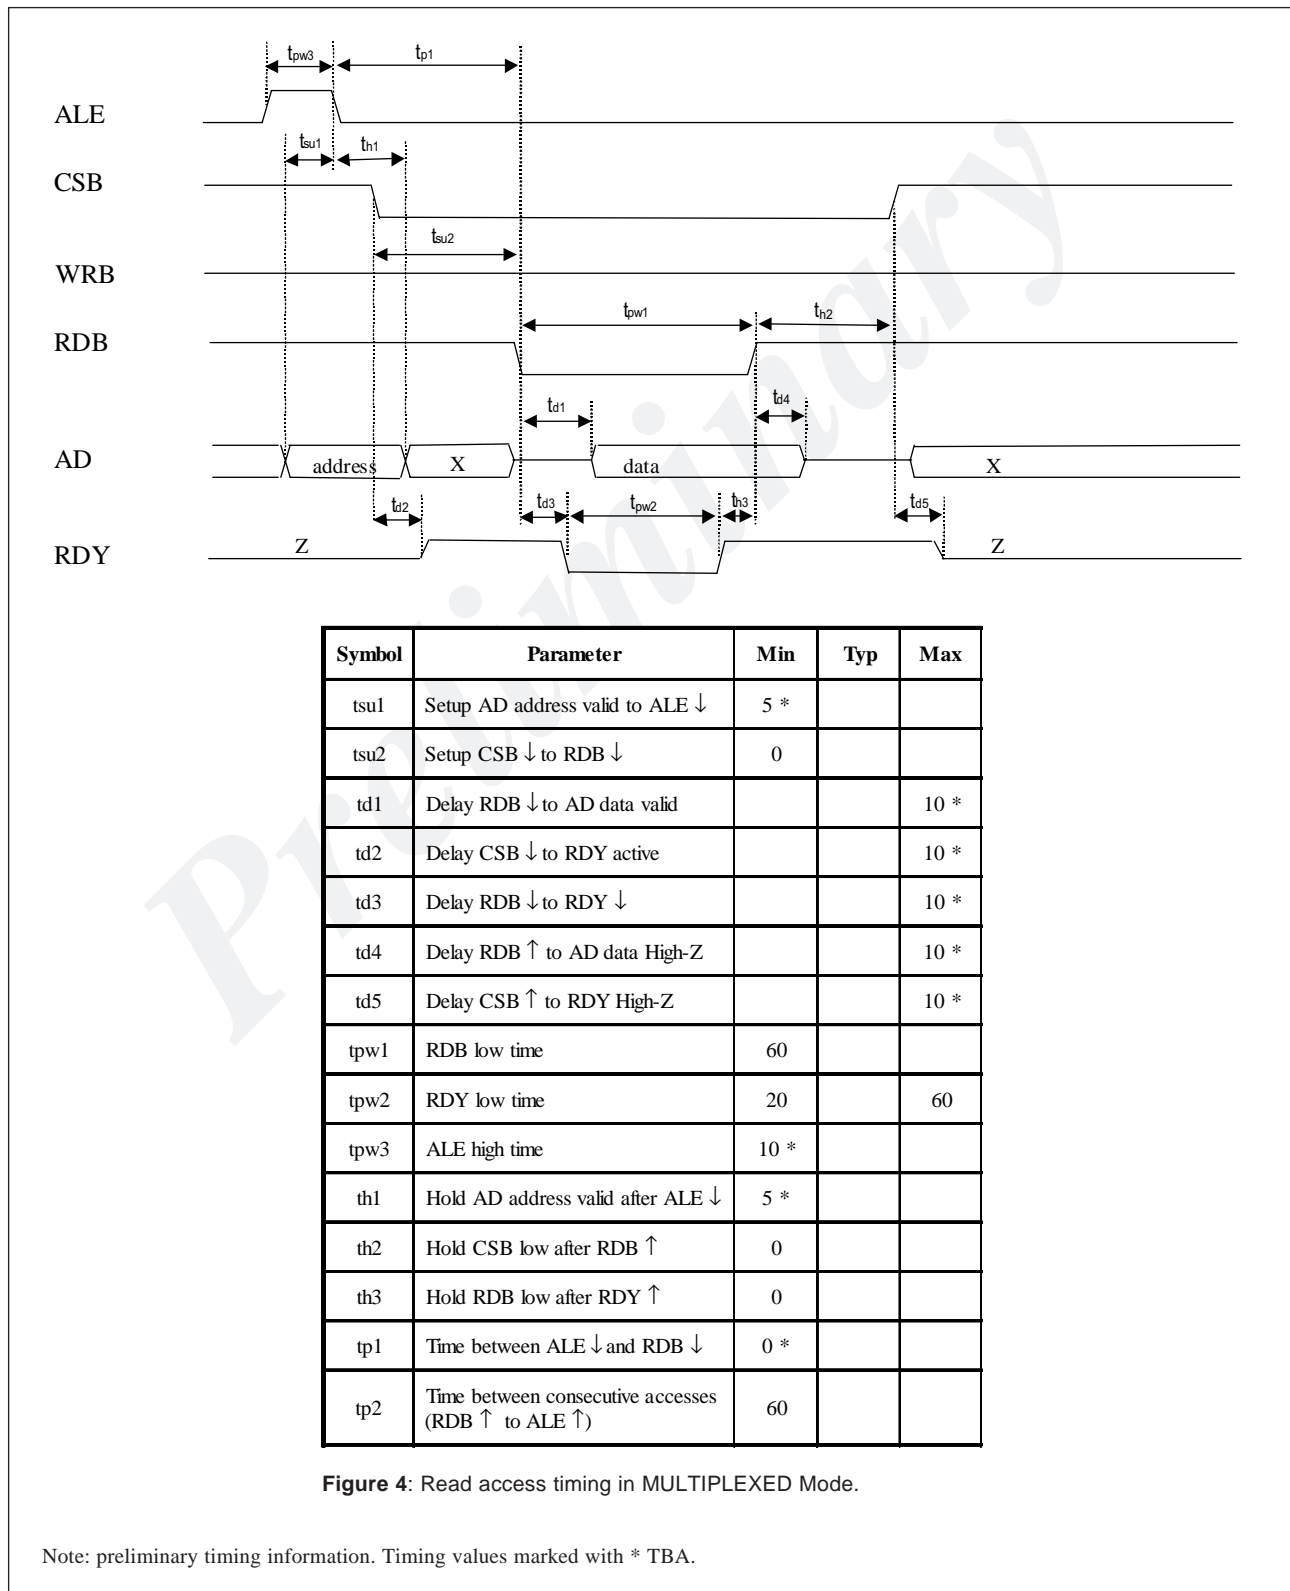 tpw3 tp1
ALE
tsu1 th1
CSB
tsu2
WRB
tpw1 th2
RDB
td1 td4
AD address X data X
td2 td3 tpw2 th3 td5
RDY Z Z
Preliminary
Symbol Parameter Min Typ Max
tsu1 Setup AD address valid to ALE ↓ 5 *
tsu2 Setup CSB ↓ to RDB ↓ 0
td1 Delay RDB ↓ to AD data valid 10 *
td2 Delay CSB ↓ to RDY active 10 *
td3 Delay RDB ↓ to RDY ↓ 10 *
td4 Delay RDB ↑ to AD data High-Z 10 *
td5 Delay CSB ↑ to RDY High-Z 10 *
tpw1 RDB low time 60
tpw2 RDY low time 20 60
tpw3 ALE high time 10 *
th1 Hold AD address valid after ALE ↓ 5 *
th2 Hold CSB low after RDB ↑ 0
th3 Hold RDB low after RDY ↑ 0
tp1 Time between ALE ↓ and RDB ↓ 0 *
tp2 Time between consecutive accesses 60
(RDB ↑ to ALE ↑)
Figure 4: Read access timing in MULTIPLEXED Mode.
Note: preliminary timing information. Timing values marked with * TBA.